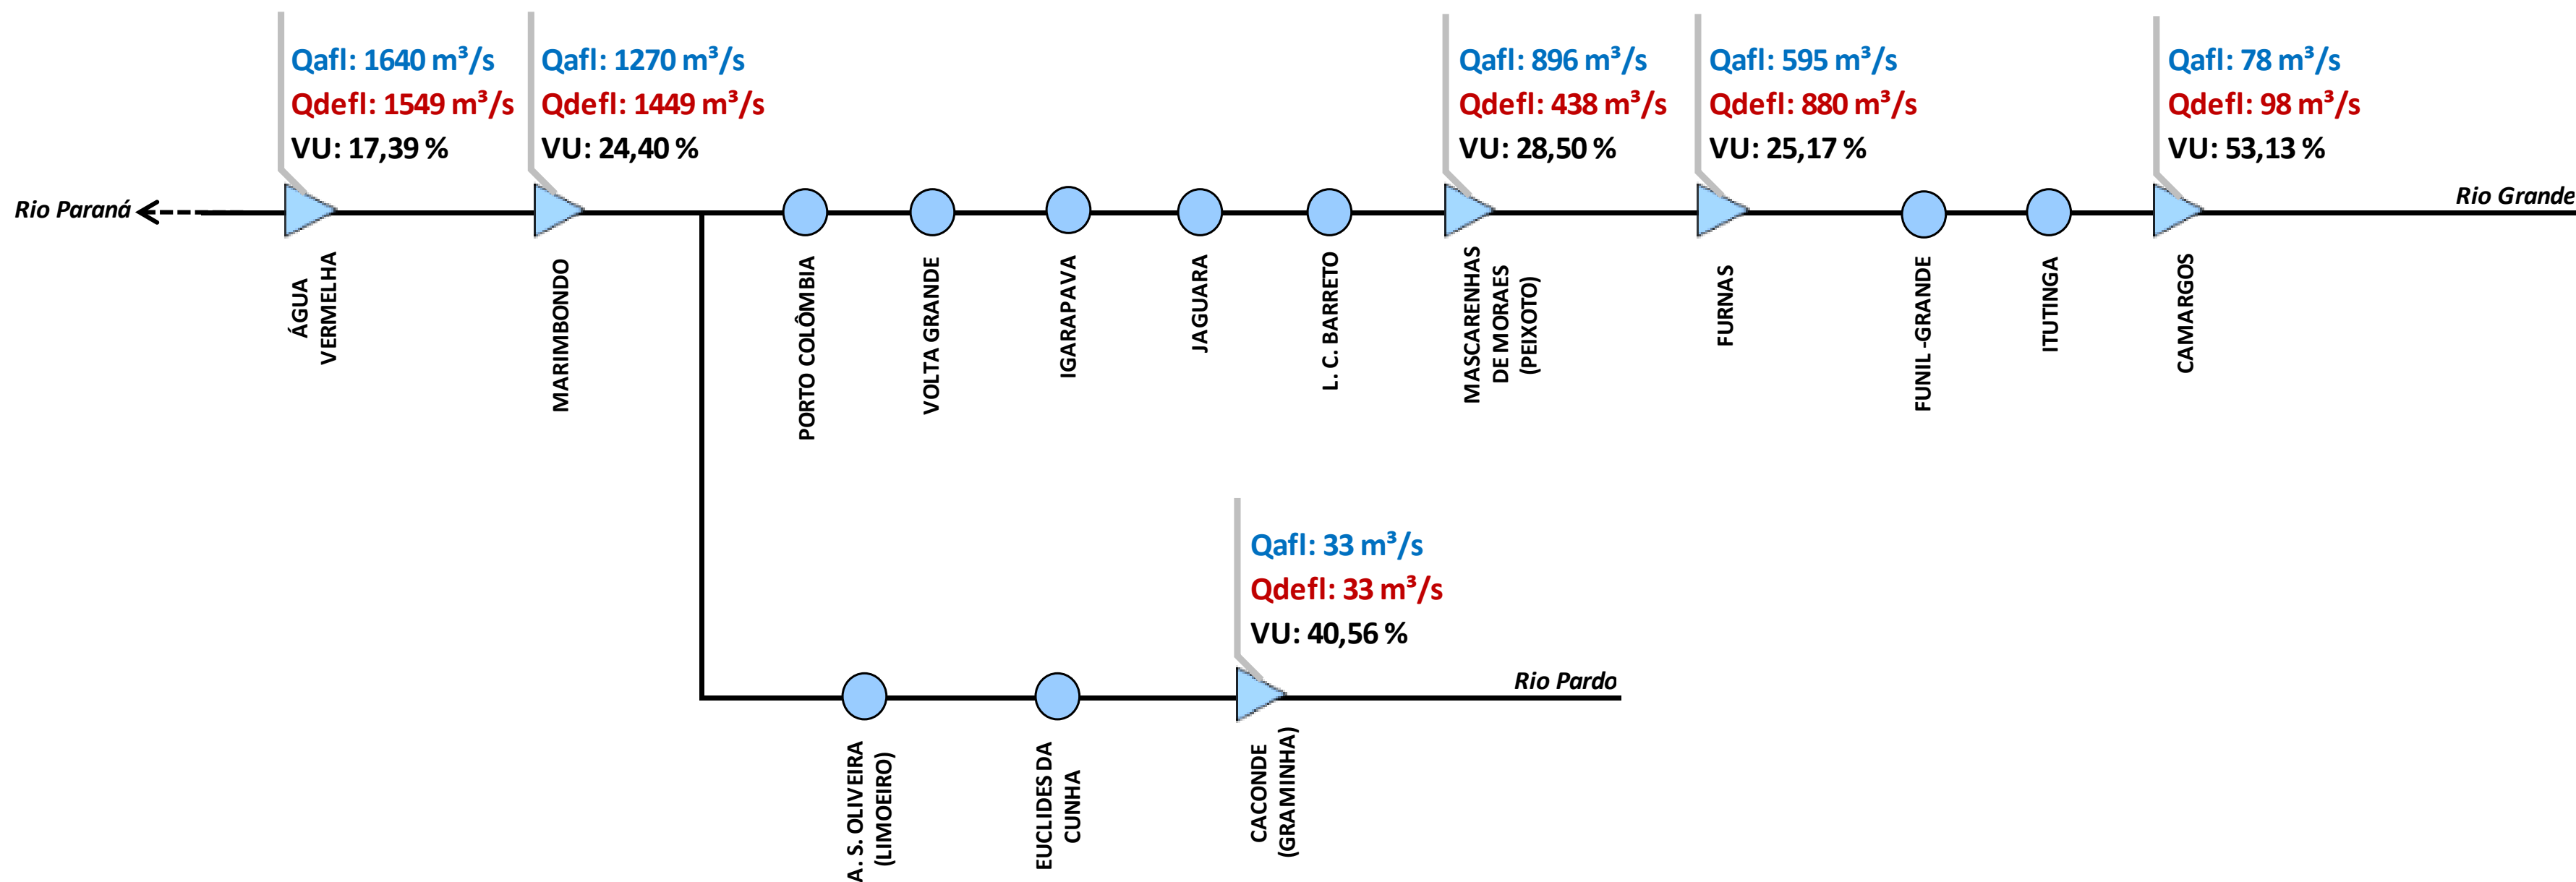 Qafl: 1640 m³/s
Qdefl: 1549 m³/s
VU: 17,39 %
Qafl: 1270 m³/s
Qdefl: 1449 m³/s
VU: 24,40 %
Qafl: 896 m³/s
Qdefl: 438 m³/s
VU: 28,50 %
Qafl: 595 m³/s
Qdefl: 880 m³/s
VU: 25,17 %
Qafl: 78 m³/s
Qdefl: 98 m³/s
VU: 53,13 %
Rio Paraná
Rio Grande
ÁGUA
VERMELHA
MARIMBONDO
PORTO COLÔMBIA
VOLTA GRANDE
IGARAPAVA
JAGUARA
L. C. BARRETO
MASCARENHAS
DE MORAES
(PEIXOTO)
FURNAS
FUNIL -GRANDE
ITUTINGA
CAMARGOS
Qafl: 33 m³/s
Qdefl: 33 m³/s
VU: 40,56 %
Rio Pardo
A. S. OLIVEIRA
(LIMOEIRO)
EUCLIDES DA
CUNHA
CACONDE
(GRAMINHA)